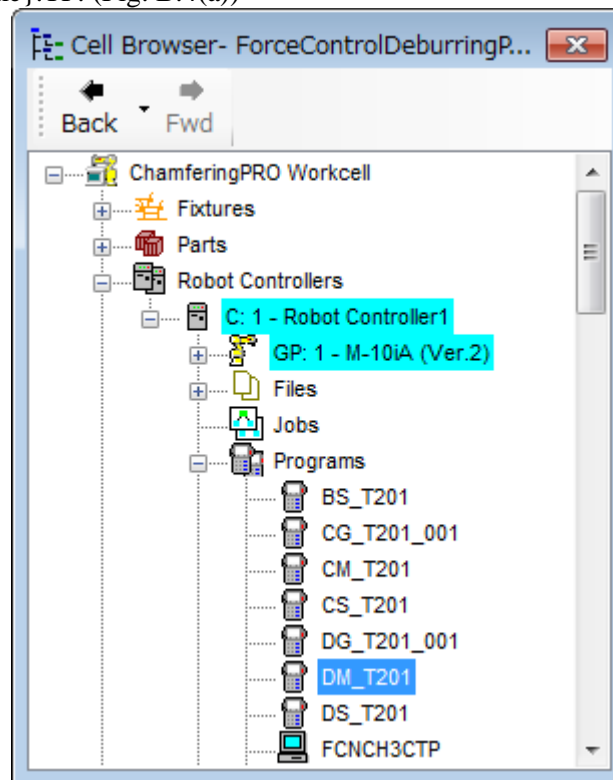 Cell Browser- ForceControlDeburringP...
Back Fwd
ChamferingPRO Workcell
Fixtures
Parts
Robot Controllers
C: 1 - Robot Controller1
GP: 1 - M-10iA (Ver.2)
Files
Jobs
Programs
BS_T201
CG_T201_001
CM_T201
CS_T201
DG_T201_001
DM_T201
DS_T201
FCNCH3CTP